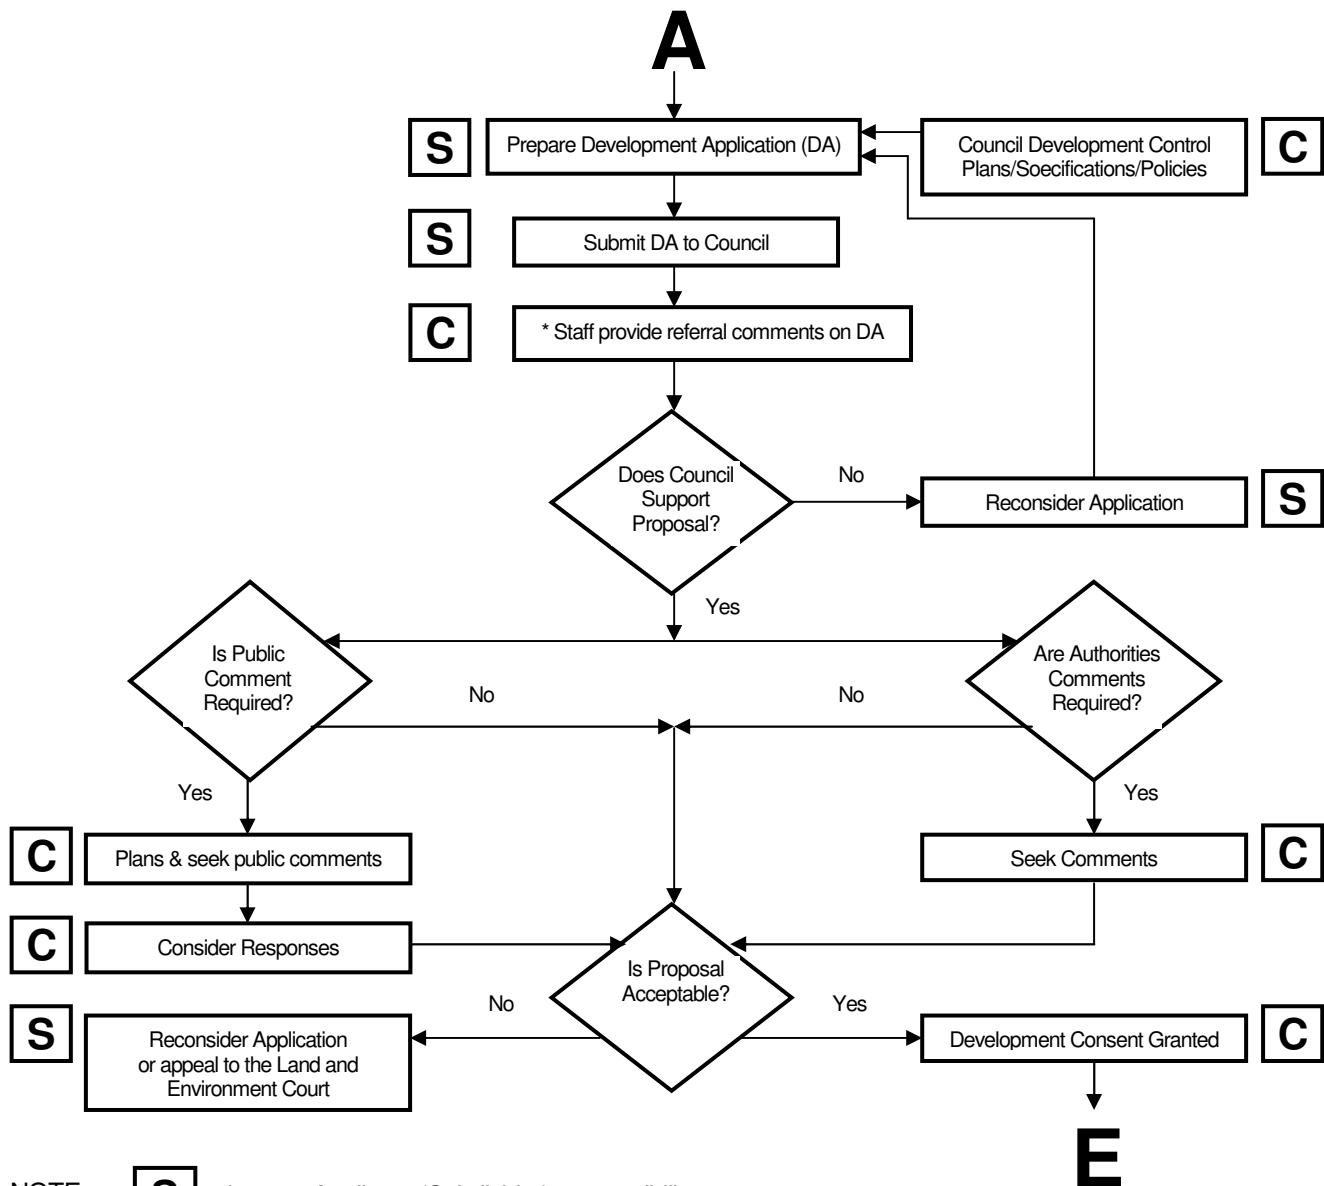 A
S
Prepare Development Application (DA)
Council Development Control
Plans/Soecifications/Policies
C
S
Submit DA to Council
C
* Staff provide referral comments on DA
Does Council
Support
Proposal?
No
Reconsider Application
S
Yes
Is Public
Comment
Required?
No
No
Are Authorities
Comments
Required?
Yes
Yes
C
Plans & seek public comments
Seek Comments
C
C
Consider Responses
Is Proposal
Acceptable?
No
Yes
S
Reconsider Application
or appeal to the Land and
Environment Court
Development Consent Granted
C
E
NOTE
S